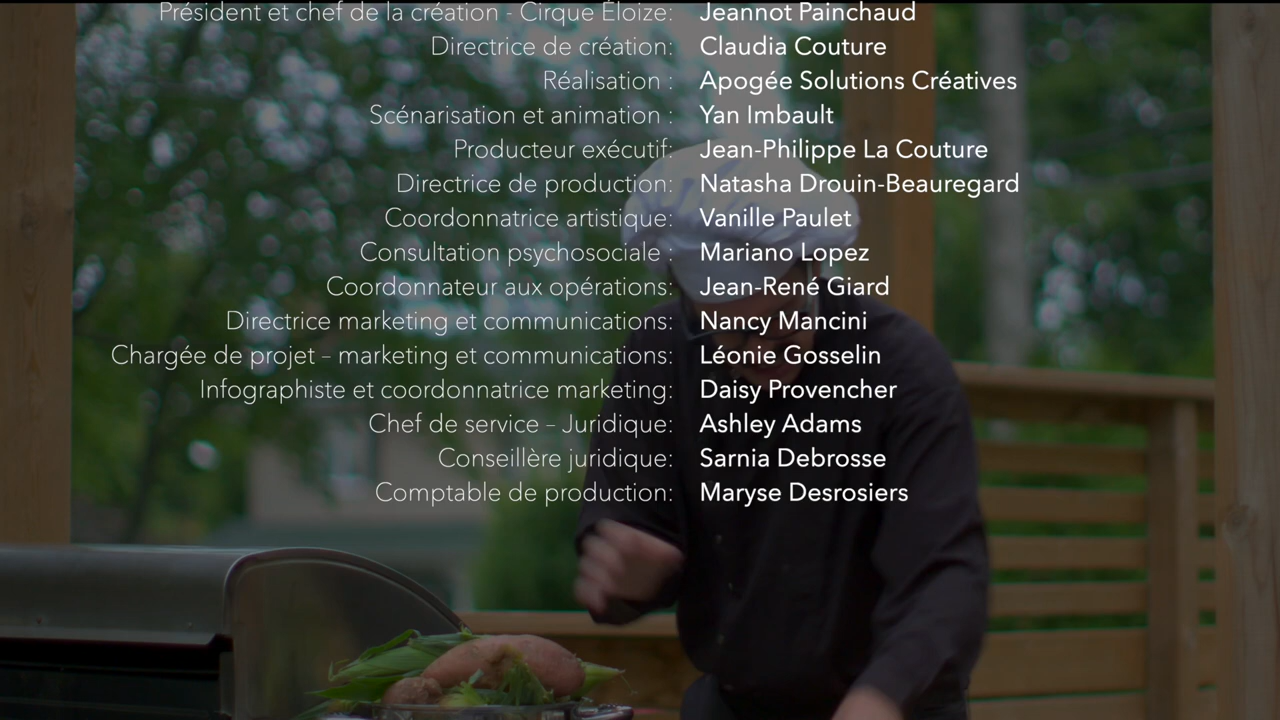 Président et chef de la création - Cirque Éloize: Jeannot Painchaud
Directrice de création: Claudia Couture
Réalisation : Apogée Solutions Créatives
Scénarisation et animation : Yan Imbault
Producteur exécutif: Jean-Philippe La Couture
Directrice de production: Natasha Drouin-Beauregard
Coordonnatrice artistique: Vanille Paulet
Consultation psychosociale : Mariano Lopez
Coordonnateur aux opérations: Jean-René Giard
Directrice marketing et communications: Nancy Mancini
Chargée de projet – marketing et communications: Léonie Gosselin
Infographiste et coordonnatrice marketing: Daisy Provencher
Chef de service – Juridique: Ashley Adams
Conseillère juridique: Sarnia Debrosse
Comptable de production: Maryse Desrosiers